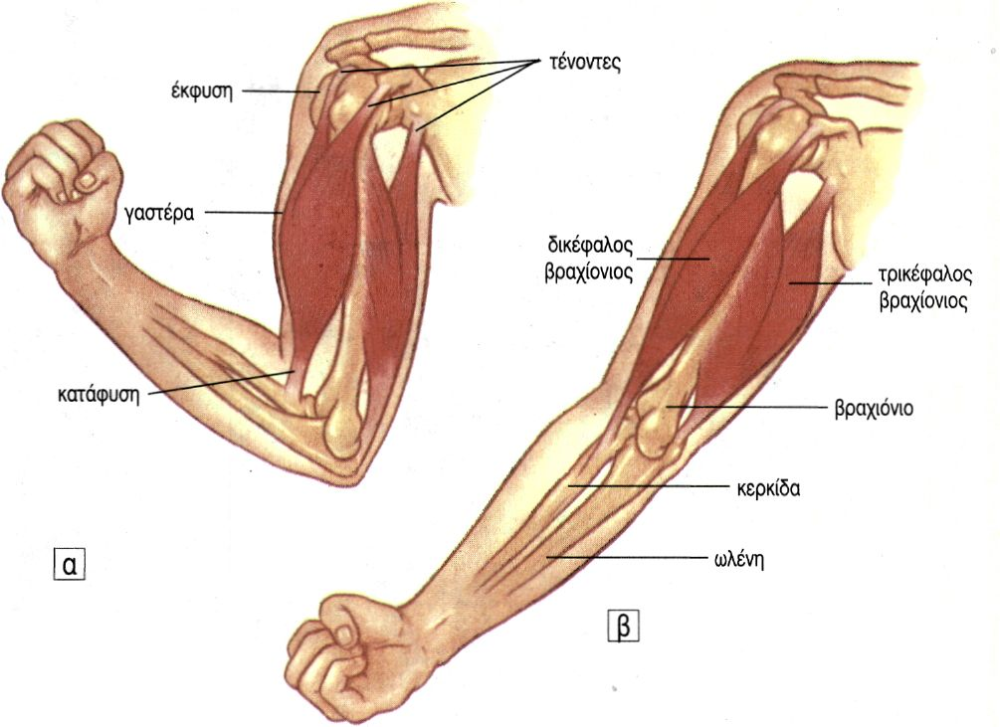 τένοντες
έκφυση
γαστέρα
κατάφυση
α
δικέφαλος
βραχίονιος
τρικέφαλος
βραχίονιος
βραχιόνιο
κερκίδα
ωλένη
β